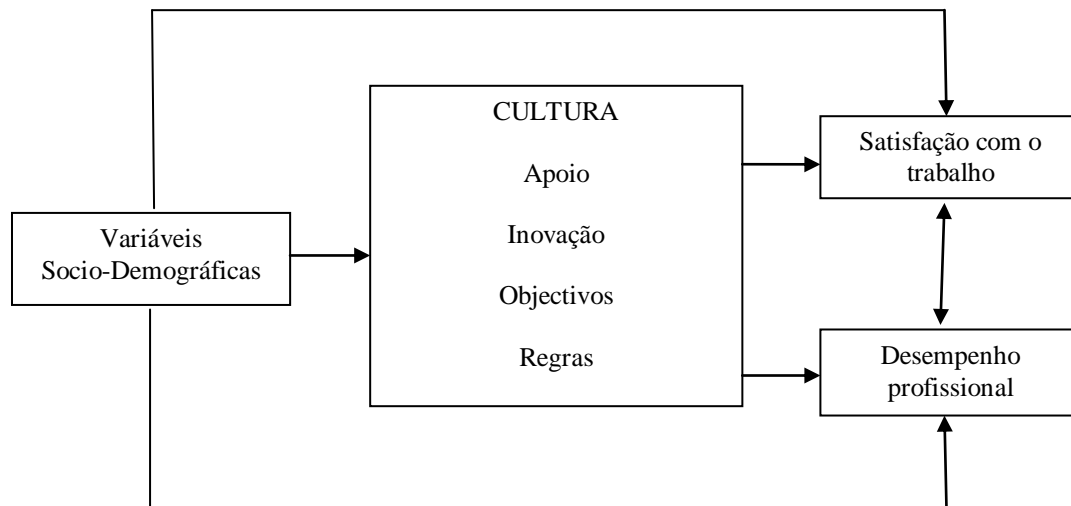 CULTURA
Apoio
Inovação
Objectivos
Regras
Variáveis
Socio-Demográficas
Satisfação com o
trabalho
Desempenho
profissional